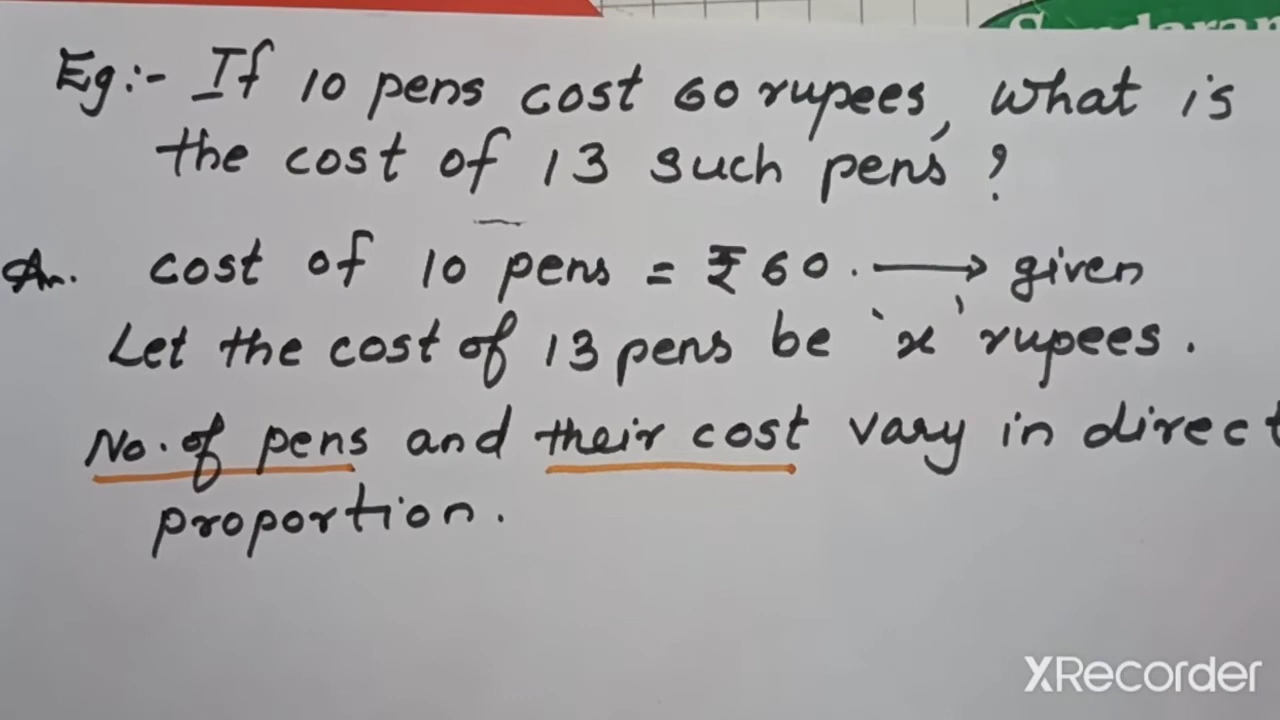 Eg:- If 10 pens cost 60 rupees, what is
the cost of 13 such pens ?
An. cost of 10 pens = ₹ 60. ⟶ given
Let the cost of 13 pens be 'x' rupees.
No. of pens and their cost vary in direct
proportion.
XRecorder